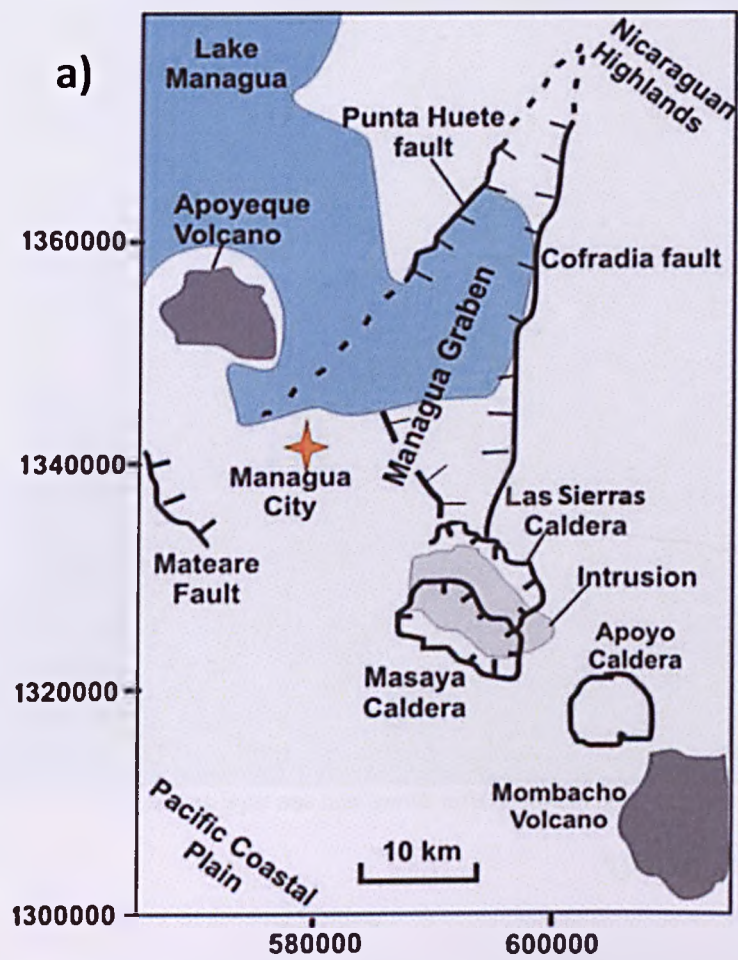 a)
Lake
Managua
Nicaraguan
Highlands
Punta Huete
fault
Apoyeque
Volcano
1360000
Cofradia fault
Managua Graben
1340000
Managua
City
Las Sierras
Caldera
Mateare
Fault
Intrusion
Apoyo
Caldera
Masaya
Caldera
1320000
Mombacho
Volcano
Pacific Coastal
Plain
10 km
1300000
580000
600000